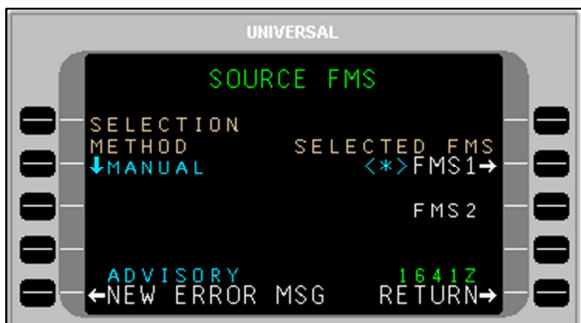 UNIVERSAL
SOURCE FMS
SELECTION
METHOD SELECTED FMS
↓MANUAL <*>FMS1→
FMS2
ADVISORY 1641Z
←NEW ERROR MSG RETURN→